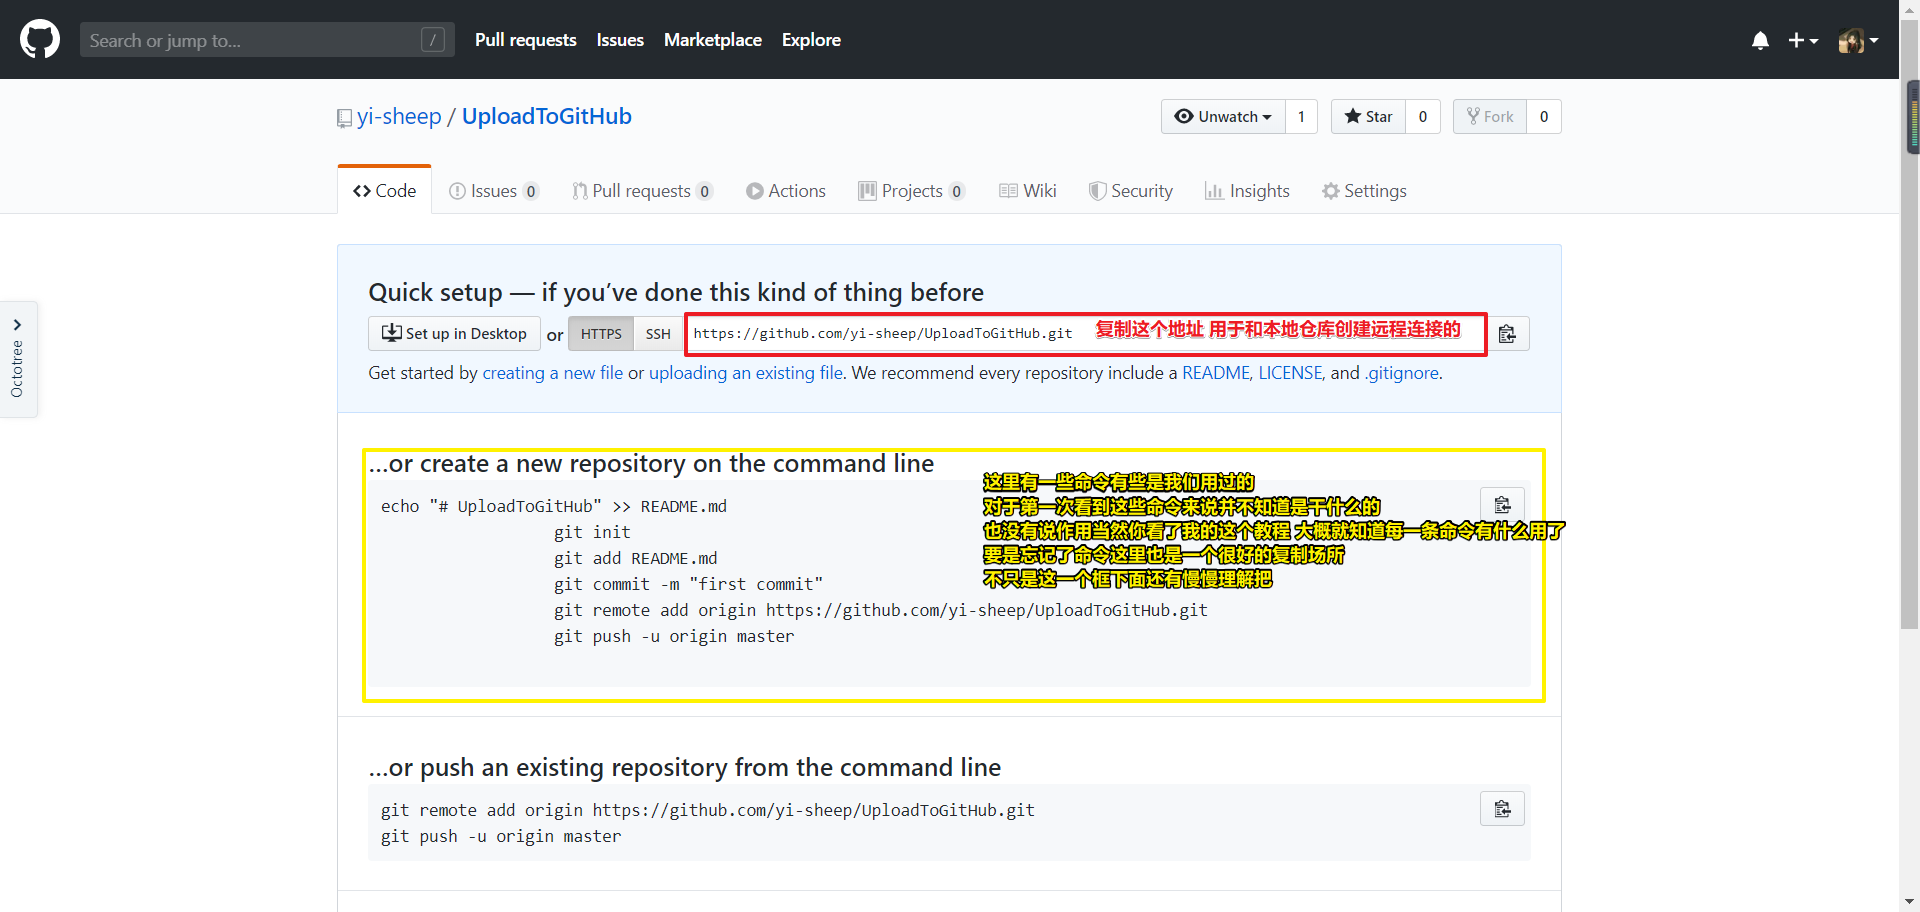 Search or jump to...
/
Pull requests
Issues
Marketplace
Explore
yi-sheep / UploadToGitHub
Unwatch
1
Star
0
Fork
0
Code
Issues 0
Pull requests 0
Actions
Projects 0
Wiki
Security
Insights
Settings
Octotree
Quick setup — if you’ve done this kind of thing before
Set up in Desktop
or
HTTPS
SSH
https://github.com/yi-sheep/UploadToGitHub.git
复制这个地址 用于和本地仓库创建远程连接的
Get started by creating a new file or uploading an existing file. We recommend every repository include a README, LICENSE, and .gitignore.
…or create a new repository on the command line
echo "# UploadToGitHub" >> README.md
git init
git add README.md
git commit -m "first commit"
git remote add origin https://github.com/yi-sheep/UploadToGitHub.git
git push -u origin master
这里有一些命令有些是我们用过的
对于第一次看到这些命令来说并不知道是干什么的
也没有说作用当然你看了我的这个教程 大概就知道每一条命令有什么用了
要是忘记了命令这里也是一个很好的复制场所
不只是这一个框下面还有慢慢理解把
…or push an existing repository from the command line
git remote add origin https://github.com/yi-sheep/UploadToGitHub.git
git push -u origin master